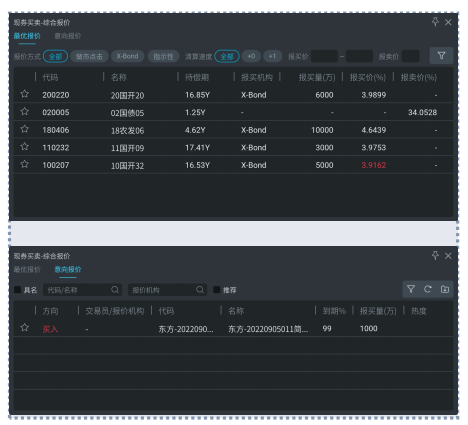 现券买卖-综合报价
最优报价 意向报价
报价方式 全部 做市点击 X-Bond 指示性 清算速度 全部 +0 +1 报买价 – 报卖价
代码 名称 待偿期 报买机构 报买量(万) 报买价(%) 报卖价(%)
200220 20国开20 16.85Y X-Bond 6000 3.9899 -
020005 02国债05 1.25Y - - - 34.0528
180406 18农发06 4.62Y X-Bond 10000 4.6439 -
110232 11国开09 17.41Y X-Bond 3000 3.9753 -
100207 10国开32 16.53Y X-Bond 5000 3.9162 -
现券买卖-综合报价
最优报价 意向报价
具名 代码/名称 报价机构 推荐
方向 交易员/报价机构 代码 名称 到期% 报买量(万) 热度
买入 - 东方-2022090... 东方-20220905011简... 99 1000